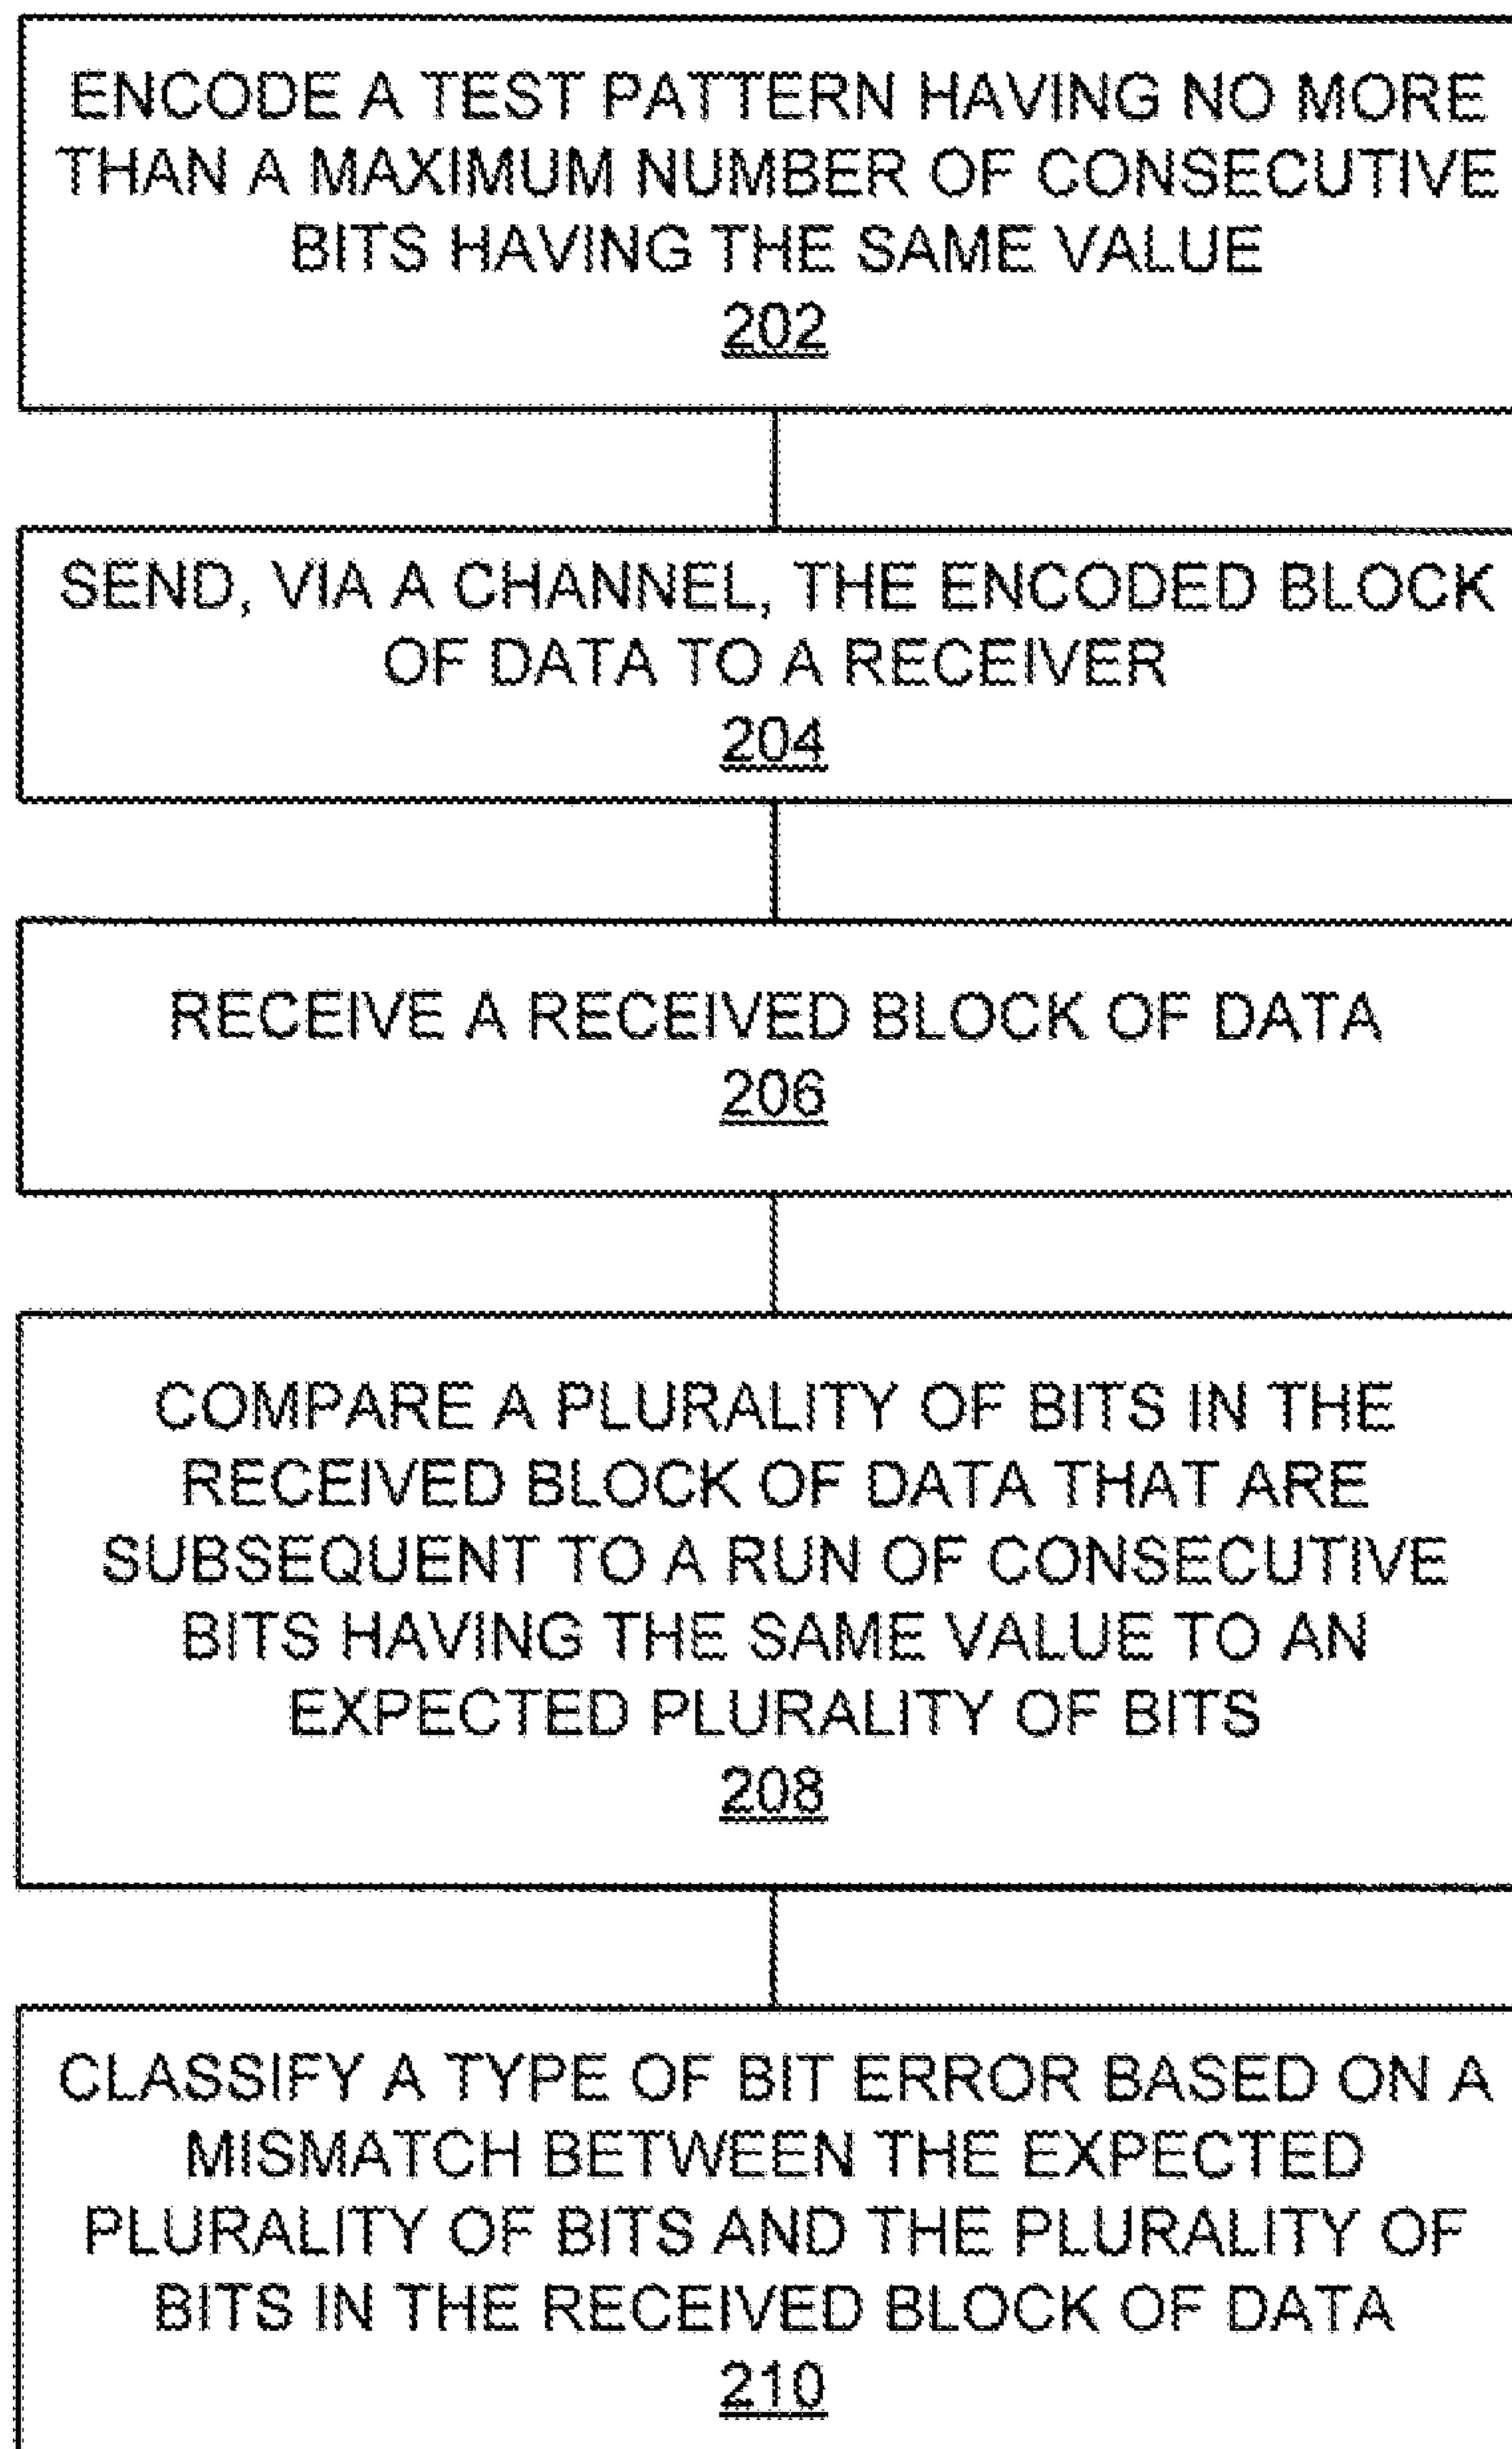 ENCODE A TEST PATTERN HAVING NO MORE
THAN A MAXIMUM NUMBER OF CONSECUTIVE
BITS HAVING THE SAME VALUE
202
SEND, VIA A CHANNEL, THE ENCODED BLOCK
OF DATA TO A RECEIVER
204
RECEIVE A RECEIVED BLOCK OF DATA
206
COMPARE A PLURALITY OF BITS IN THE
RECEIVED BLOCK OF DATA THAT ARE
SUBSEQUENT TO A RUN OF CONSECUTIVE
BITS HAVING THE SAME VALUE TO AN
EXPECTED PLURALITY OF BITS
208
CLASSIFY A TYPE OF BIT ERROR BASED ON A
MISMATCH BETWEEN THE EXPECTED
PLURALITY OF BITS AND THE PLURALITY OF
BITS IN THE RECEIVED BLOCK OF DATA
210